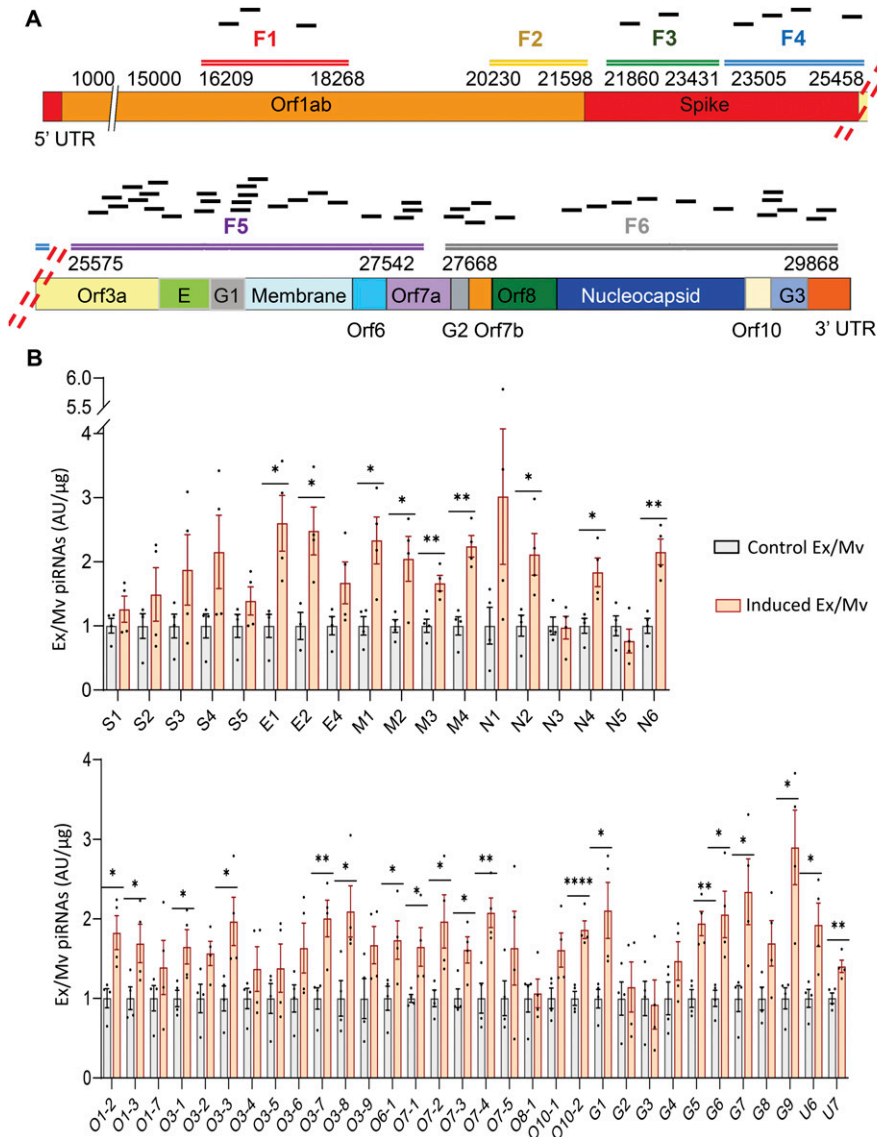 A
F1 F2 F3 F4
1000 15000 16209 18268 20230 21598 21860 23431 23505 25458
Orf1ab Spike
5' UTR
F5 F6
25575 27542 27668 29868
Orf3a E G1 Membrane Orf7a Orf8 Nucleocapsid G3
Orf6 G2 Orf7b Orf10 3' UTR
B
6.0
5.5
4
3
2
1
0
Ex/Mv piRNAs (AU/µg)
* * * * ** ** * * **
Control Ex/Mv
Induced Ex/Mv
S1 S2 S3 S4 S5 E1 E2 E4 M1 M2 M3 M4 N1 N2 N3 N4 N5 N6
4
3
2
1
0
Ex/Mv piRNAs (AU/µg)
* * * * ** * * * * * ** **** * ** * * * * **
O1-2 O1-3 O1-7 O3-1 O3-2 O3-3 O3-4 O3-5 O3-6 O3-7 O3-8 O3-9 O6-1 O7-1 O7-2 O7-3 O7-4 O7-5 O8-1 O10-1 O10-2 G1 G2 G3 G4 G5 G6 G7 G8 G9 U6 U7